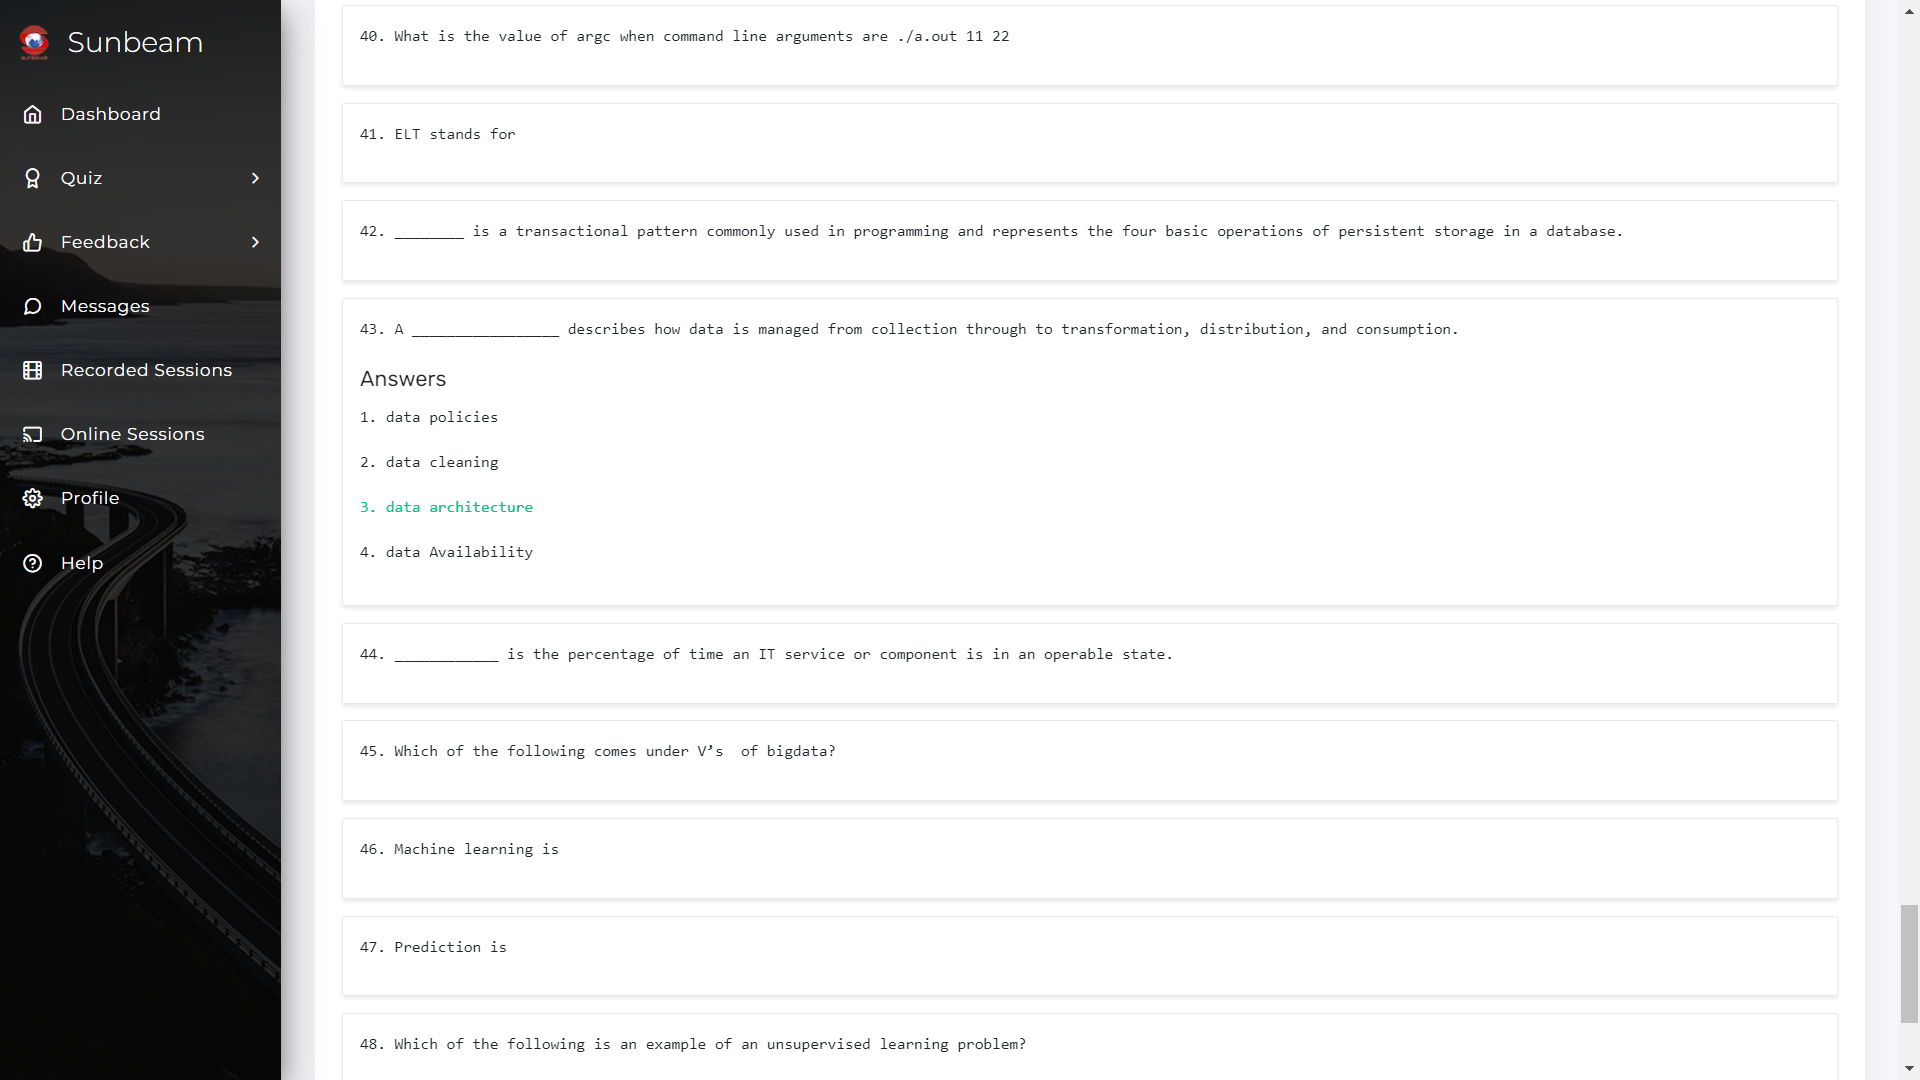 Sunbeam
Dashboard
Quiz
Feedback
Messages
Recorded Sessions
Online Sessions
Profile
Help
40. What is the value of argc when command line arguments are ./a.out 11 22
41. ELT stands for
42. ________ is a transactional pattern commonly used in programming and represents the four basic operations of persistent storage in a database.
43. A _________________ describes how data is managed from collection through to transformation, distribution, and consumption.
Answers
1. data policies
2. data cleaning
3. data architecture
4. data Availability
44. ____________ is the percentage of time an IT service or component is in an operable state.
45. Which of the following comes under V’s  of bigdata?
46. Machine learning is
47. Prediction is
48. Which of the following is an example of an unsupervised learning problem?